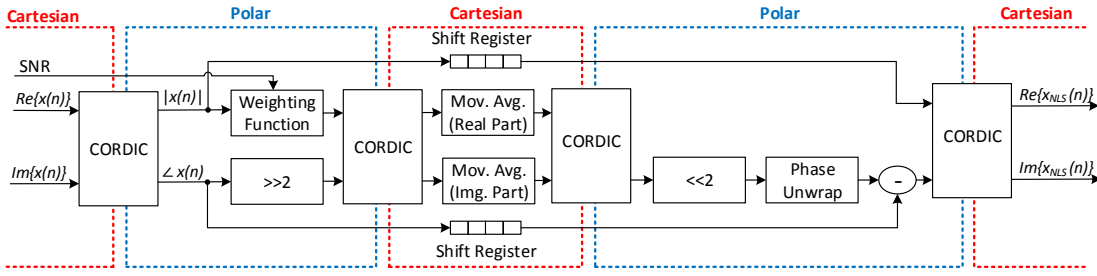 Cartesian
Polar
Cartesian
Polar
Cartesian
Shift Register
SNR
Re{x(n)}
|x(n)|
Weighting
Function
Mov. Avg.
(Real Part)
Re{xNLS(n)}
CORDIC
CORDIC
CORDIC
CORDIC
Im{x(n)}
∠ x(n)
>>2
Mov. Avg.
(Img. Part)
<<2
Phase
Unwrap
-
Im{xNLS(n)}
Shift Register